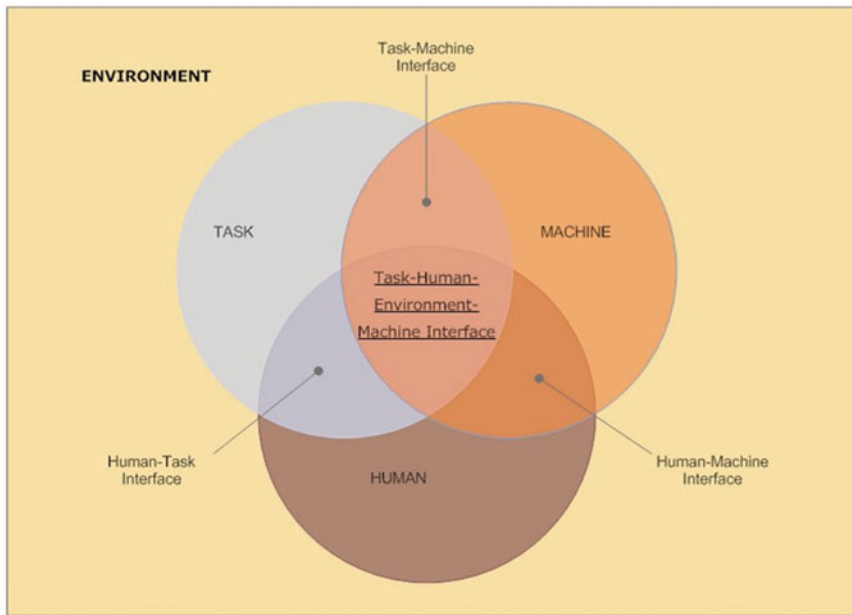 Task-Machine
Interface
ENVIRONMENT
TASK
MACHINE
Task-Human-
Environment-
Machine Interface
Human-Task
Interface
HUMAN
Human-Machine
Interface